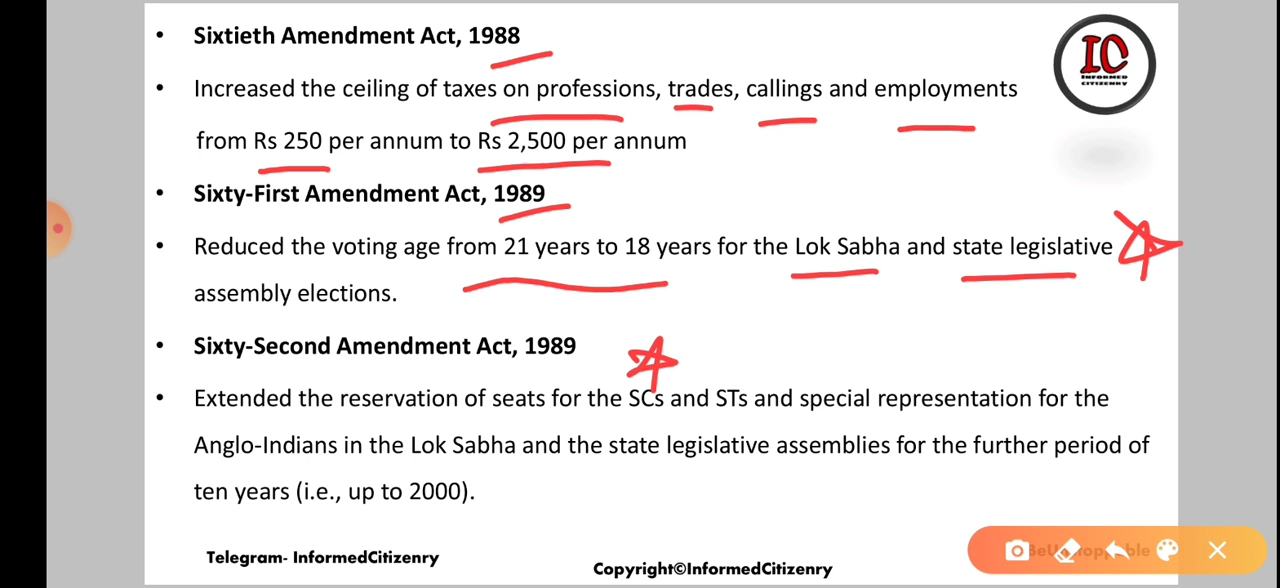 • Sixtieth Amendment Act, 1988
IC
INFORMED
CITIZENRY
• Increased the ceiling of taxes on professions, trades, callings and employments
from Rs 250 per annum to Rs 2,500 per annum
• Sixty-First Amendment Act, 1989
• Reduced the voting age from 21 years to 18 years for the Lok Sabha and state legislative
assembly elections.
• Sixty-Second Amendment Act, 1989
• Extended the reservation of seats for the SCs and STs and special representation for the
Anglo-Indians in the Lok Sabha and the state legislative assemblies for the further period of
ten years (i.e., up to 2000).
Telegram- InformedCitizenry
Copyright©InformedCitizenry